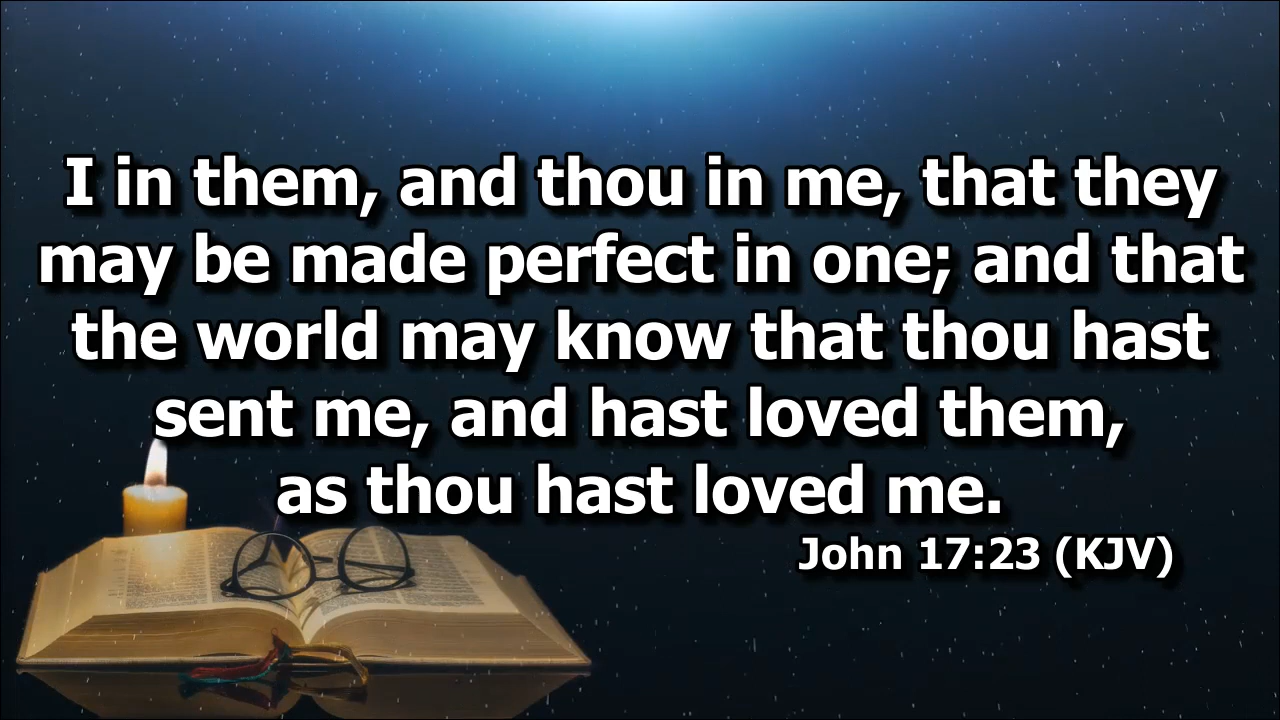 I in them, and thou in me, that they
may be made perfect in one; and that
the world may know that thou hast
sent me, and hast loved them,
as thou hast loved me.
John 17:23 (KJV)